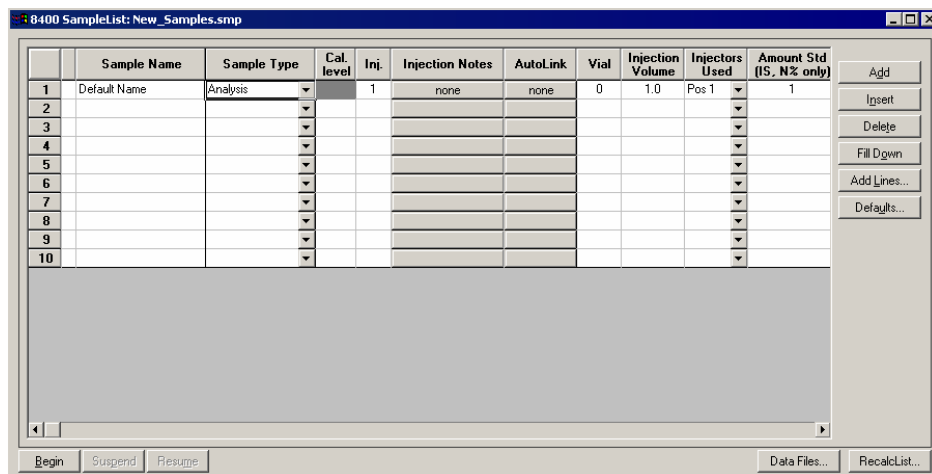 8400 SampleList: New_Samples.smp
Sample Name Sample Type Cal. level Inj. Injection Notes AutoLink Vial Injection Volume Injectors Used Amount Std (IS, N% only)
1 Default Name Analysis 1 none none 0 1.0 Pos 1 1
2
3
4
5
6
7
8
9
10
Add
Insert
Delete
Fill Down
Add Lines...
Defaults...
Begin Suspend Resume Data Files... RecalcList...